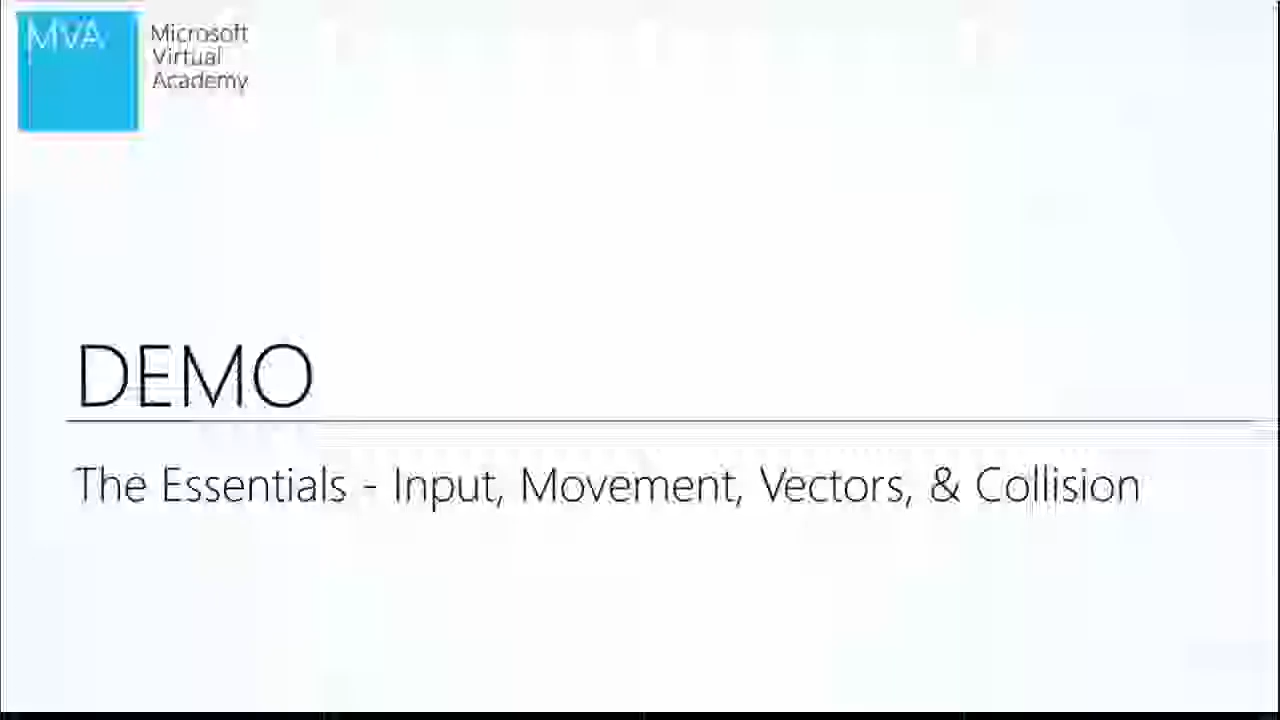 MVA
Microsoft
Virtual
Academy
DEMO
The Essentials - Input, Movement, Vectors, & Collision